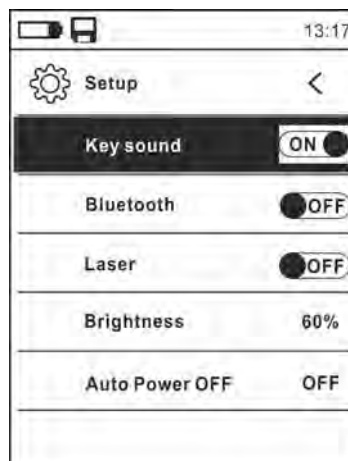 13:17
Setup <
Key sound ON
Bluetooth OFF
Laser OFF
Brightness 60%
Auto Power OFF OFF